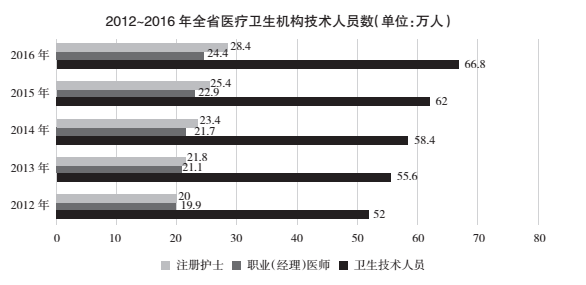 2012~2016 年全省医疗卫生机构技术人员数(单位:万人)
2016 年
28.4
24.4
66.8
2015 年
25.4
22.9
62
2014 年
23.4
21.7
58.4
2013 年
21.8
21.1
55.6
2012 年
20
19.9
52
0 10 20 30 40 50 60 70 80
注册护士 职业(经理)医师 卫生技术人员